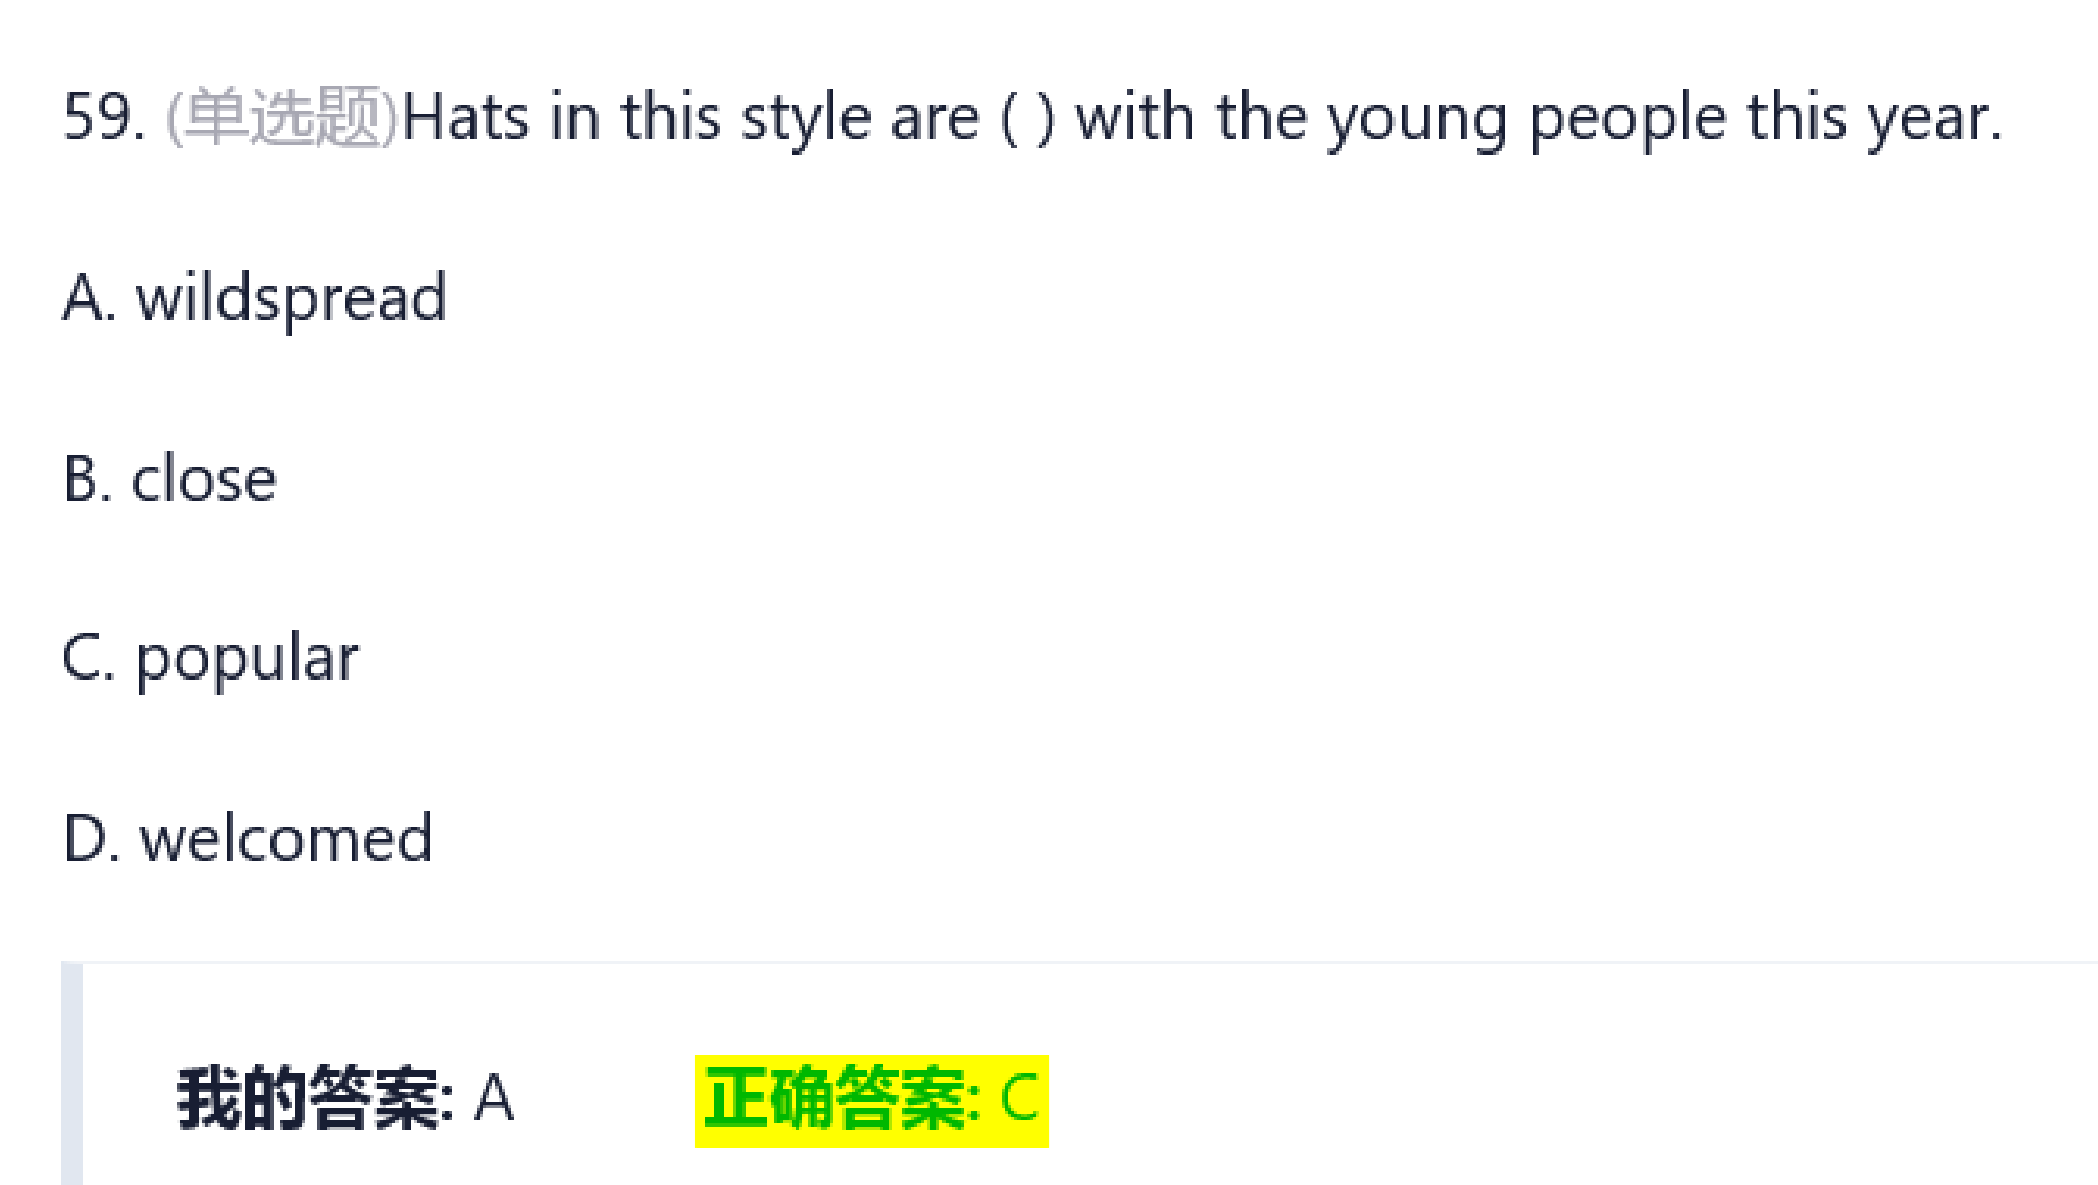 59. (单选题)Hats in this style are ( ) with the young people this year.
A. wildspread
B. close
C. popular
D. welcomed
我的答案: A 正确答案: C